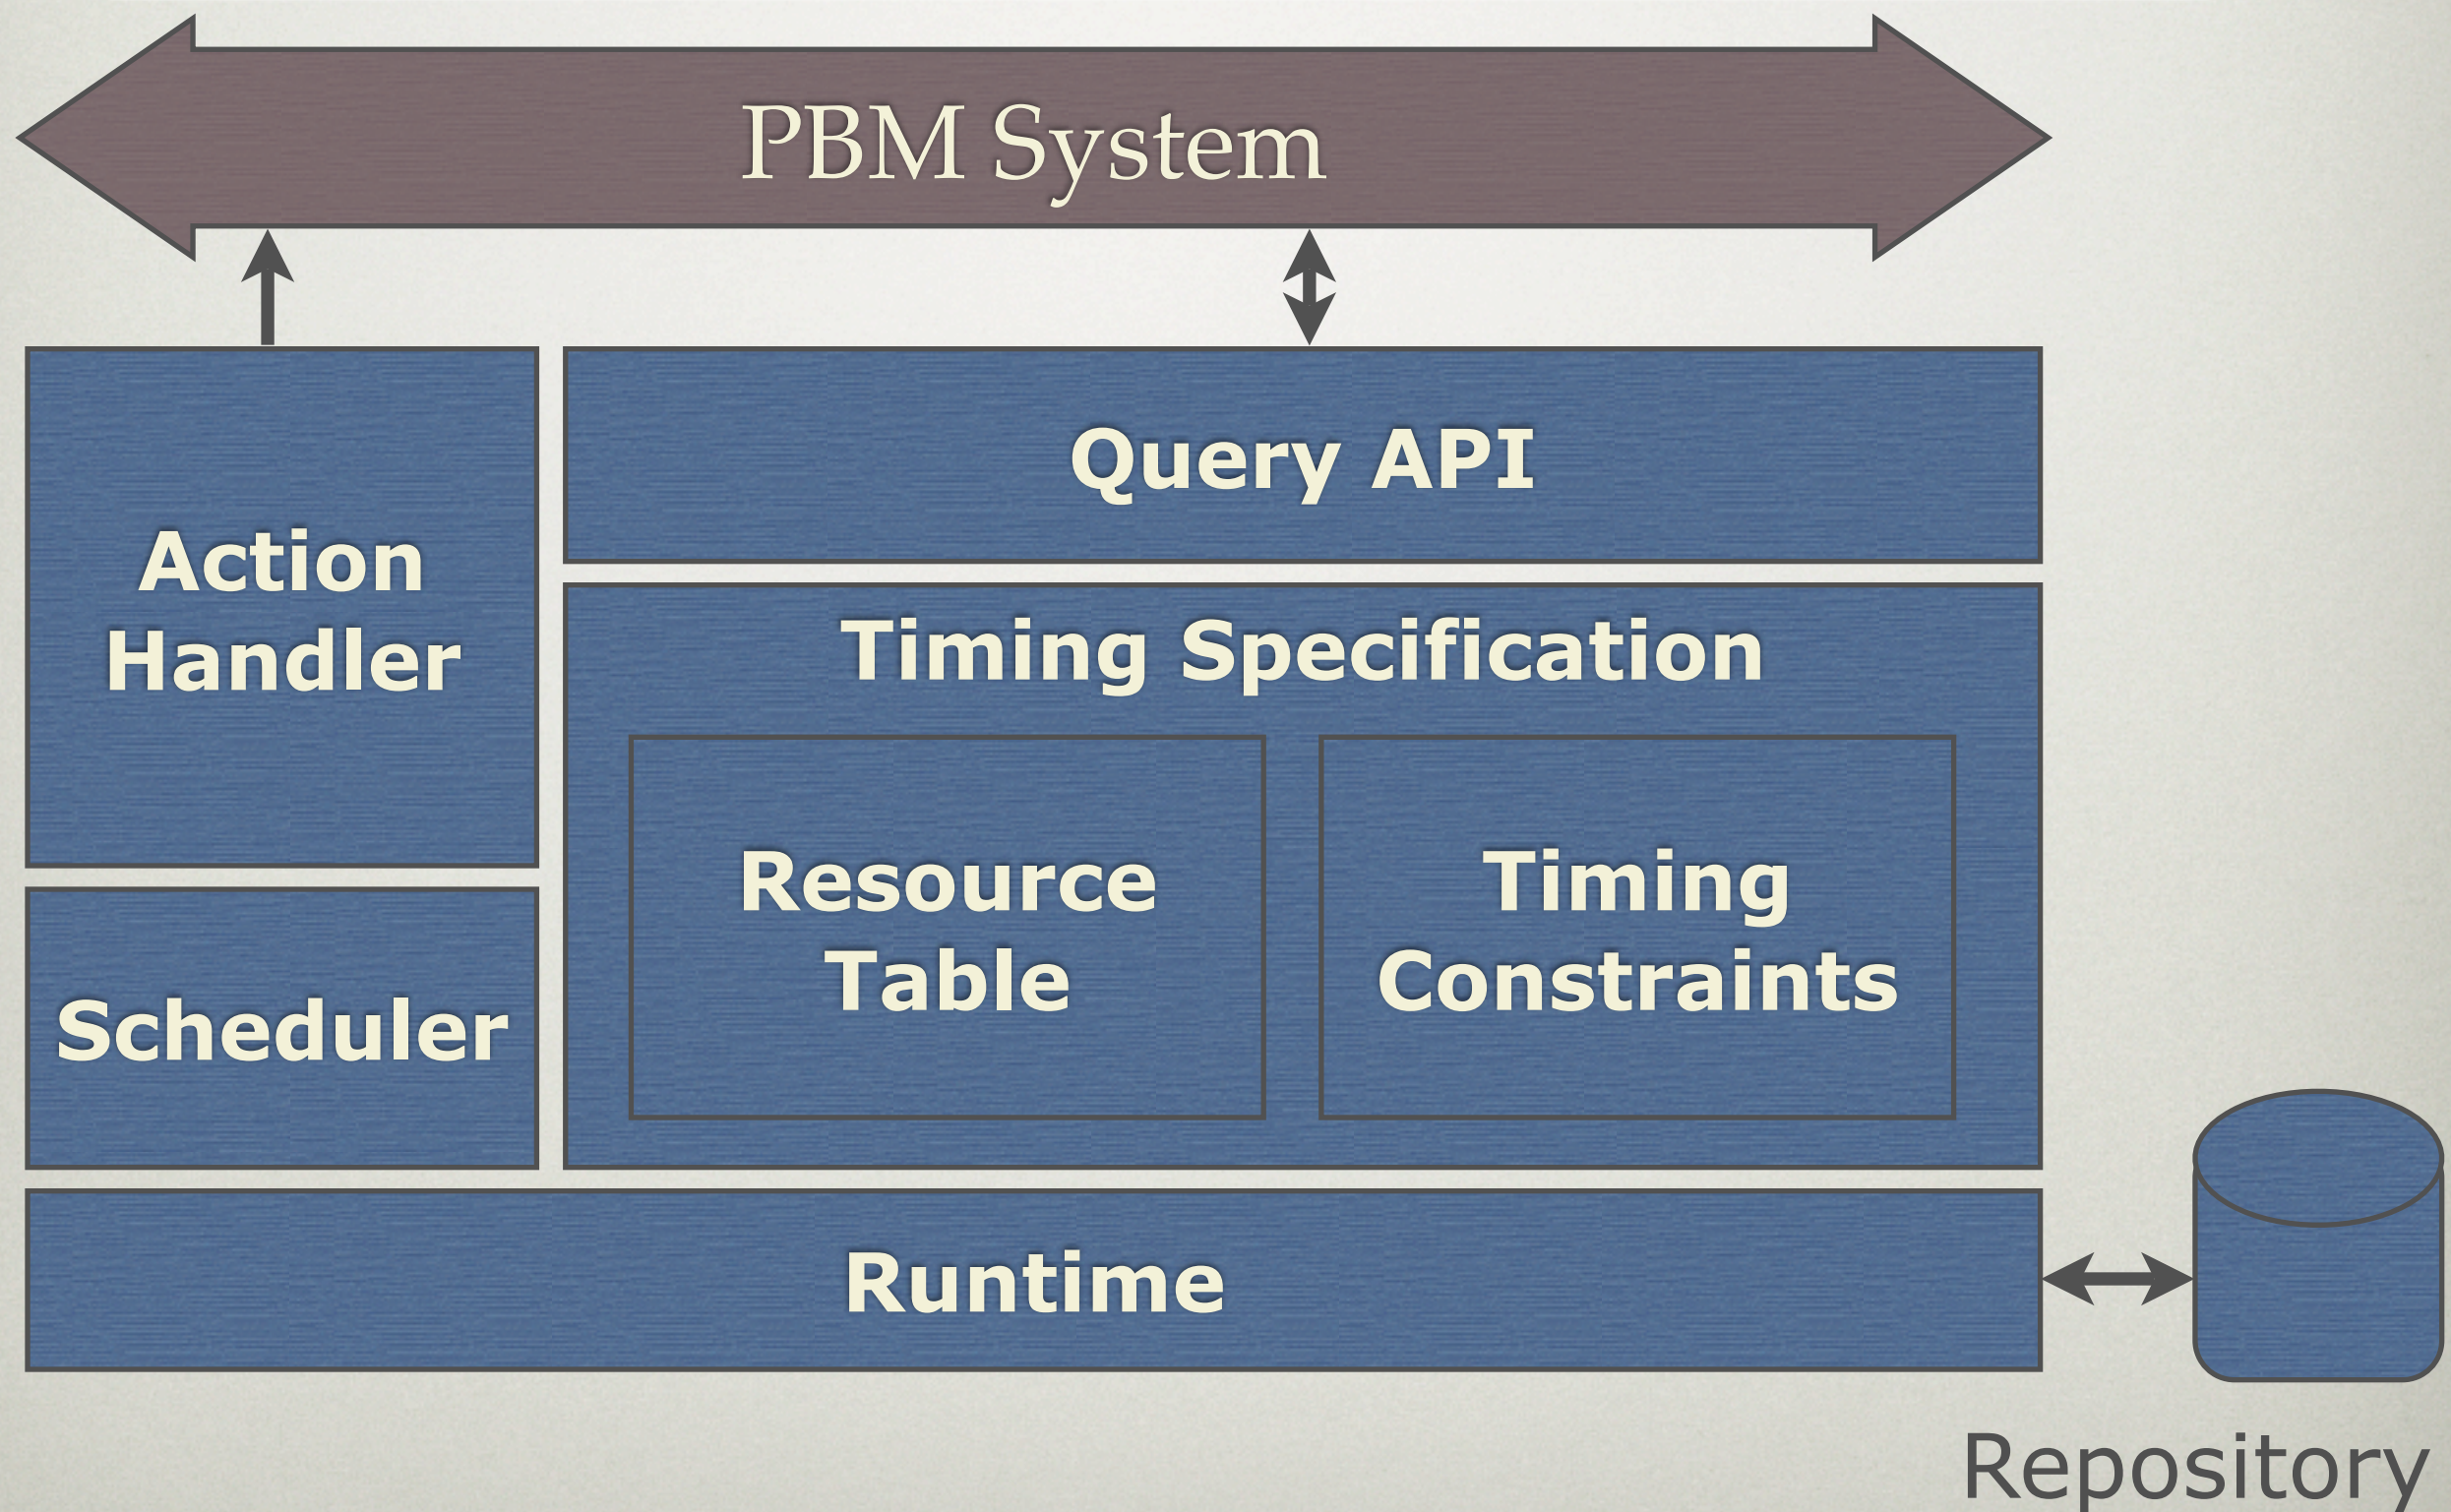 PBM System
Query API
Action
Handler
Timing Specification
Resource
Table
Timing
Constraints
Scheduler
Runtime
Repository